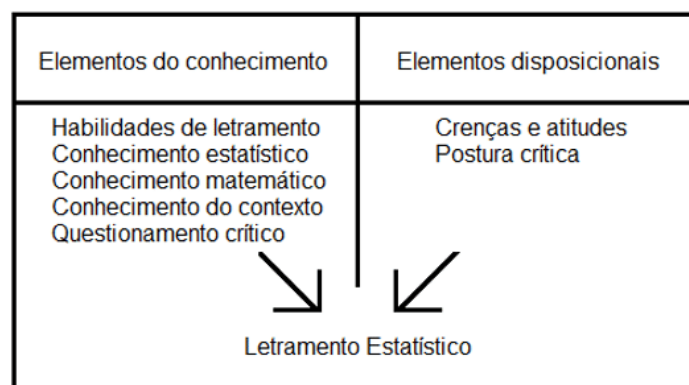 Elementos do conhecimento
Elementos disposicionais
Habilidades de letramento
Conhecimento estatístico
Conhecimento matemático
Conhecimento do contexto
Questionamento crítico
Crenças e atitudes
Postura crítica
Letramento Estatístico